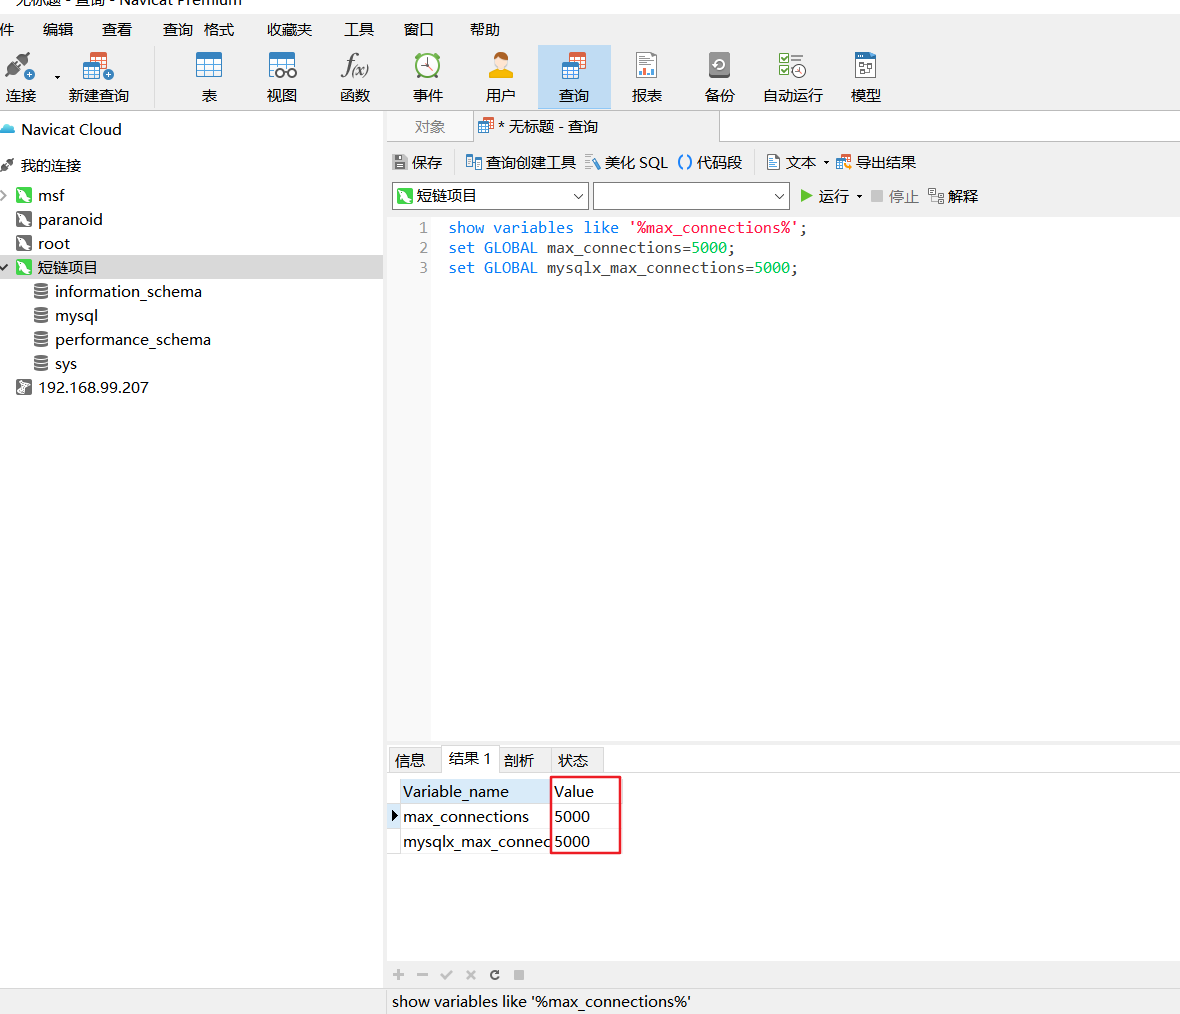 无标题 - 查询 - Navicat Premium
件 编辑 查看 查询 格式 收藏夹 工具 窗口 帮助
连接 新建查询 表 视图 函数 事件 用户 查询 报表 备份 自动运行 模型
Navicat Cloud
我的连接
msf
paranoid
root
短链项目
information_schema
mysql
performance_schema
sys
192.168.99.207
对象 * 无标题 - 查询
保存 查询创建工具 美化 SQL () 代码段 文本 导出结果
短链项目 运行 停止 解释
1 show variables like '%max_connections%';
2 set GLOBAL max_connections=5000;
3 set GLOBAL mysqlx_max_connections=5000;
信息 结果 1 剖析 状态
Variable_name Value
max_connections 5000
mysqlx_max_connec 5000
show variables like '%max_connections%'